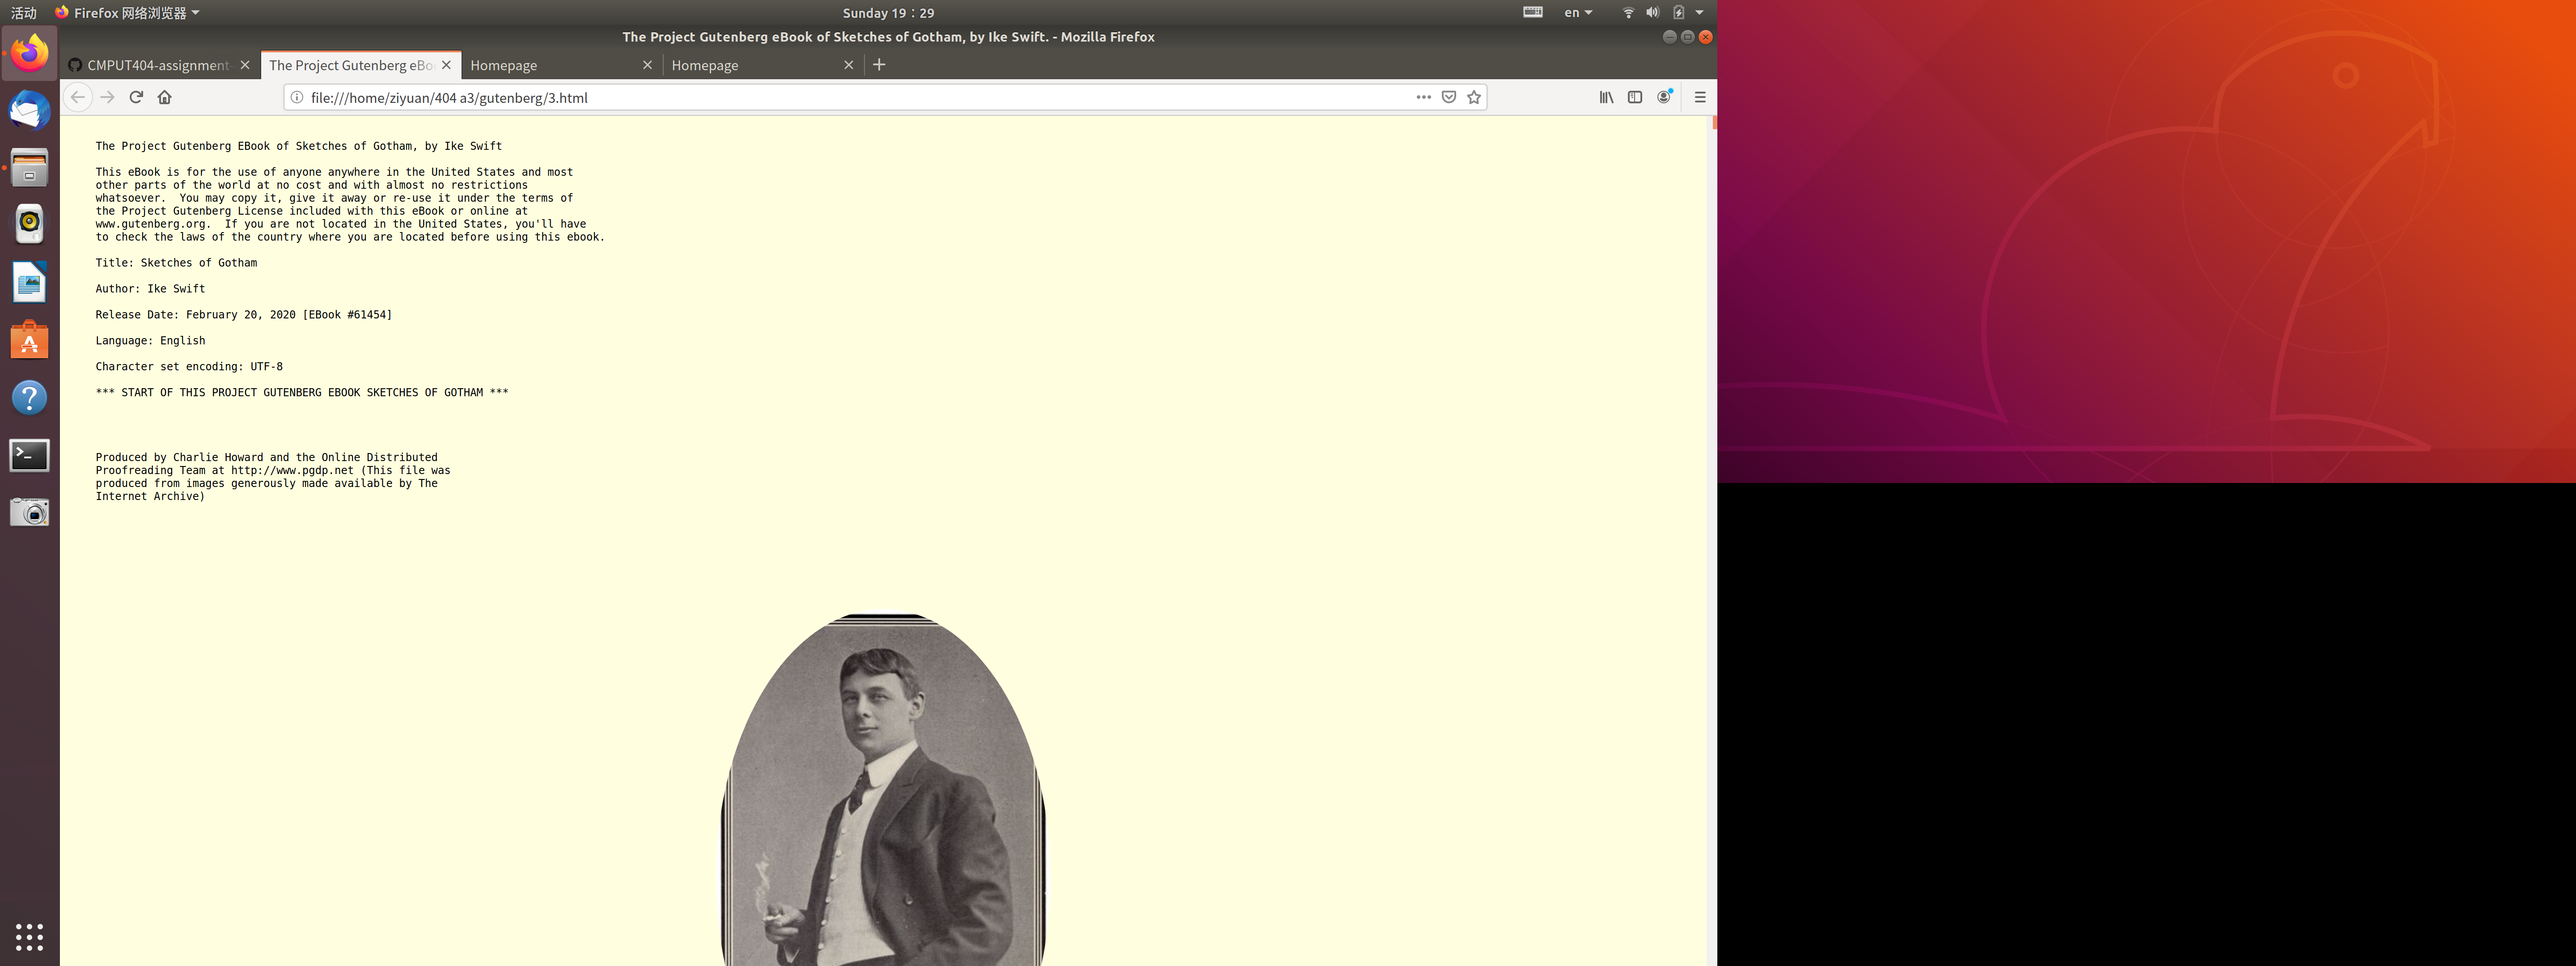 活动
Firefox 网络浏览器
Sunday 19：29
en
The Project Gutenberg eBook of Sketches of Gotham, by Ike Swift. - Mozilla Firefox
CMPUT404-assignment-
The Project Gutenberg eBo
Homepage
Homepage
file:///home/ziyuan/404 a3/gutenberg/3.html
The Project Gutenberg EBook of Sketches of Gotham, by Ike Swift
This eBook is for the use of anyone anywhere in the United States and most
other parts of the world at no cost and with almost no restrictions
whatsoever.  You may copy it, give it away or re-use it under the terms of
the Project Gutenberg License included with this eBook or online at
www.gutenberg.org.  If you are not located in the United States, you'll have
to check the laws of the country where you are located before using this ebook.
Title: Sketches of Gotham
Author: Ike Swift
Release Date: February 20, 2020 [EBook #61454]
Language: English
Character set encoding: UTF-8
*** START OF THIS PROJECT GUTENBERG EBOOK SKETCHES OF GOTHAM ***
Produced by Charlie Howard and the Online Distributed
Proofreading Team at http://www.pgdp.net (This file was
produced from images generously made available by The
Internet Archive)